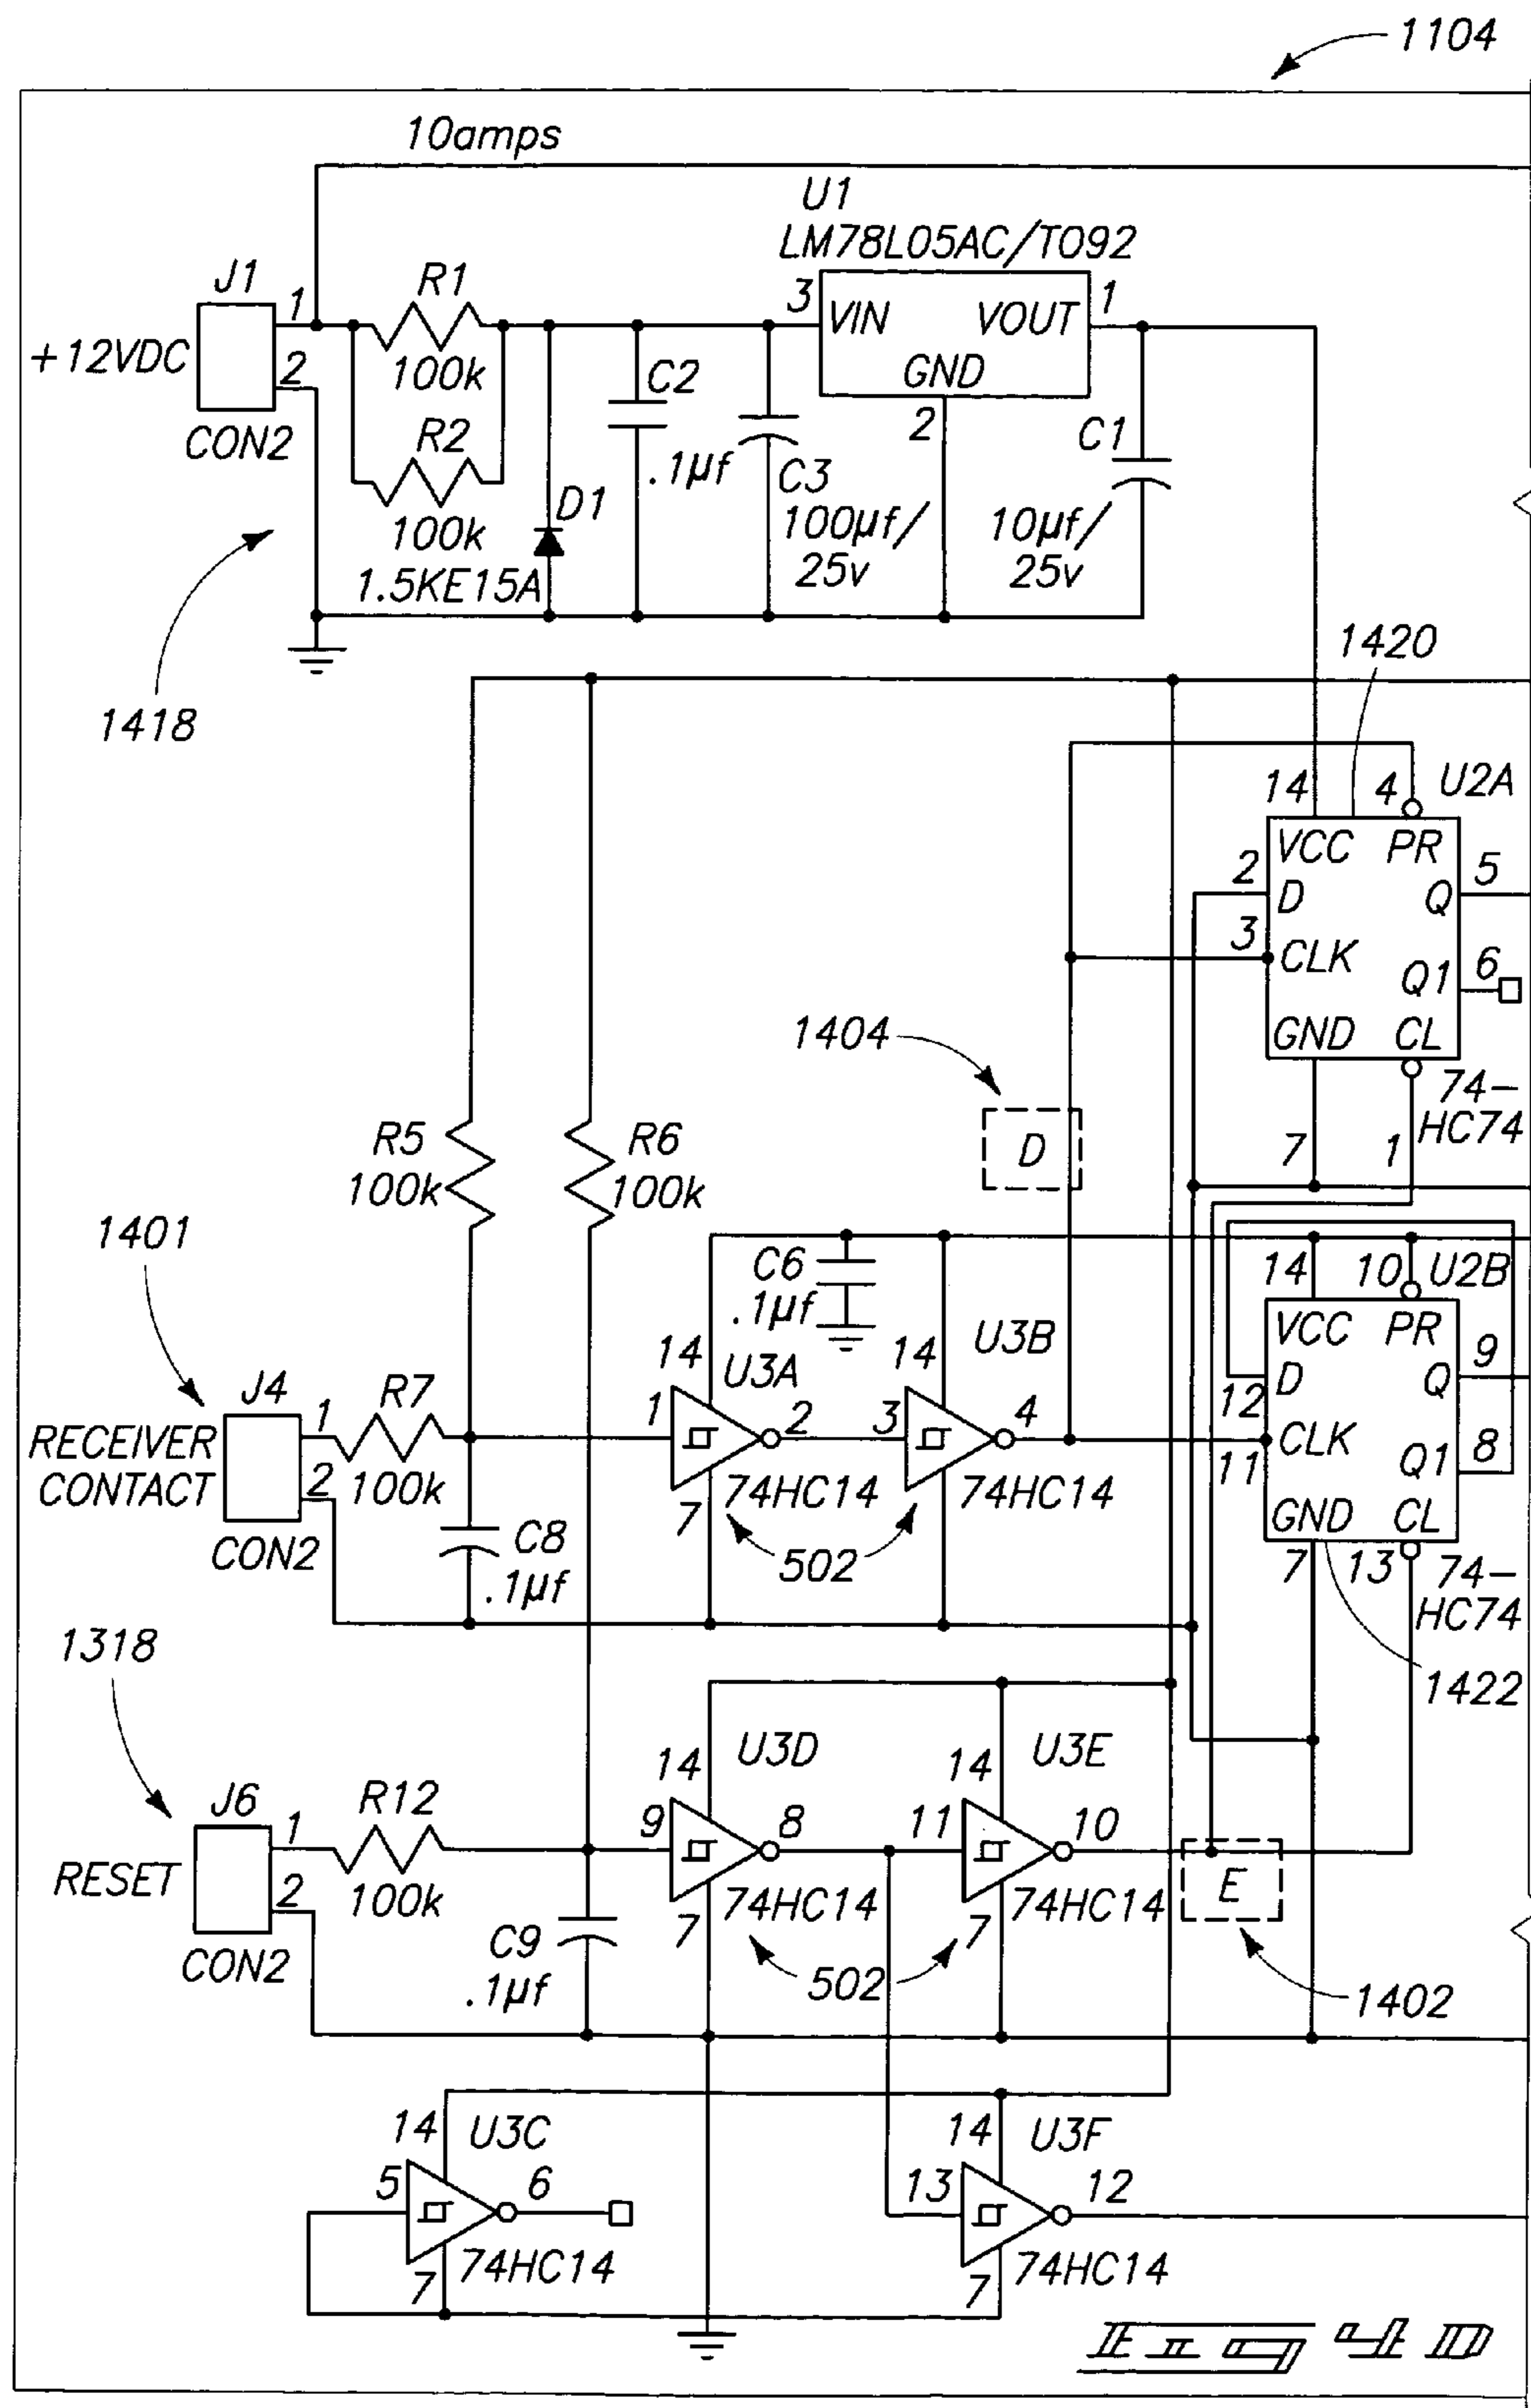 1104
10amps
U1
LM78L05AC/TO92
J1
1
R1
3
VIN
VOUT
1
+12VDC
2
100k
C2
GND
CON2
R2
2
C1
.1µf
C3
D1
100k
100µf/
25v
10µf/
25v
1.5KE15A
1418
1420
14
4
U2A
VCC
PR
2
D
Q
5
3
CLK
Q1
6
GND
CL
1404
D
74-
HC74
7
1
R5
100k
R6
100k
1401
C6
.1µf
14
10
U2B
VCC
PR
14
U3A
14
U3B
D
Q
9
12
J4
1
R7
1
2
3
4
CLK
11
Q1
8
RECEIVER
CONTACT
2
100k
7
74HC14
74HC14
GND
CL
CON2
C8
.1µf
502
7
13
74-
HC74
1318
1422
14
U3D
14
U3E
J6
1
R12
9
8
11
10
RESET
2
100k
74HC14
74HC14
E
CON2
C9
.1µf
7
502
7
1402
14
U3C
14
U3F
5
6
13
12
7
74HC14
7
74HC14
Fig 4D